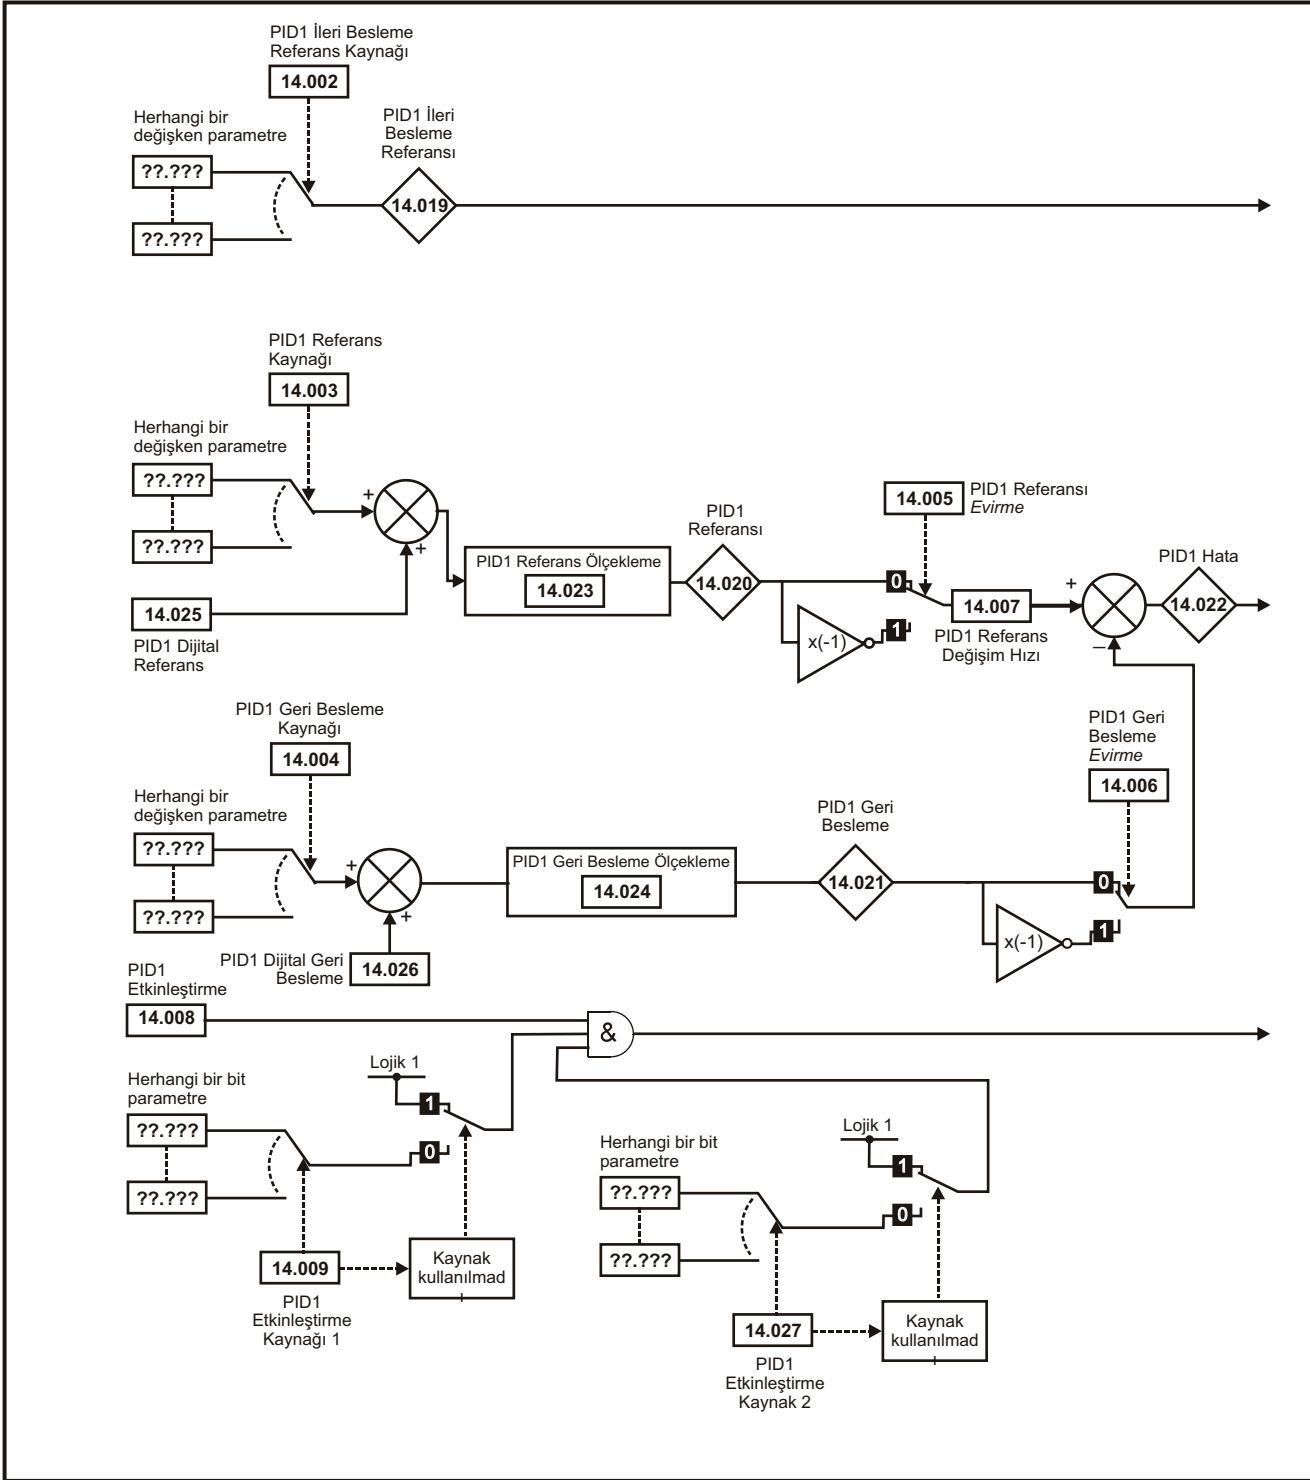 PID1 İleri Besleme
Referans Kaynağı
14.002
Herhangi bir
değişken parametre
??.???
??.???
PID1 İleri
Besleme
Referansı
14.019
PID1 Referans
Kaynağı
14.003
Herhangi bir
değişken parametre
??.???
??.???
+
+
14.025
PID1 Dijital
Referans
PID1 Referans Ölçekleme
14.023
PID1
Referansı
14.020
14.005
PID1 Referansı
Evirme
0
1
x(-1)
14.007
PID1 Referans
Değişim Hızı
+
–
PID1 Hata
14.022
PID1 Geri Besleme
Kaynağı
14.004
Herhangi bir
değişken parametre
??.???
??.???
+
+
PID1 Dijital Geri
Besleme
14.026
PID1 Geri Besleme Ölçekleme
14.024
PID1 Geri
Besleme
14.021
PID1 Geri
Besleme
Evirme
14.006
0
1
x(-1)
PID1
Etkinleştirme
14.008
&
Herhangi bir bit
parametre
??.???
??.???
Lojik 1
1
0
14.009
PID1
Etkinleştirme
Kaynağı 1
Kaynak
kullanılmad
ı
Herhangi bir bit
parametre
??.???
??.???
Lojik 1
1
0
14.027
PID1
Etkinleştirme
Kaynak 2
Kaynak
kullanılmad
ı